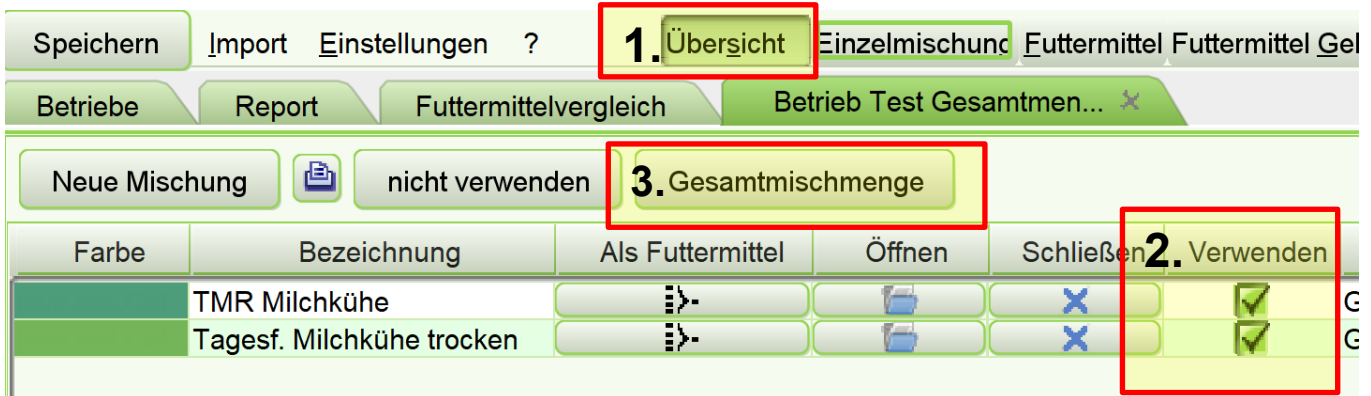 Speichern Import Einstellungen ? 1. Übersicht Einzelmischung Futtermittel Futtermittel Gel
Betriebe Report Futtermittelvergleich Betrieb Test Gesamtmen...
Neue Mischung nicht verwenden 3. Gesamtmischmenge
Farbe Bezeichnung Als Futtermittel Öffnen Schließen 2. Verwenden
TMR Milchkühe G
Tagesf. Milchkühe trocken G